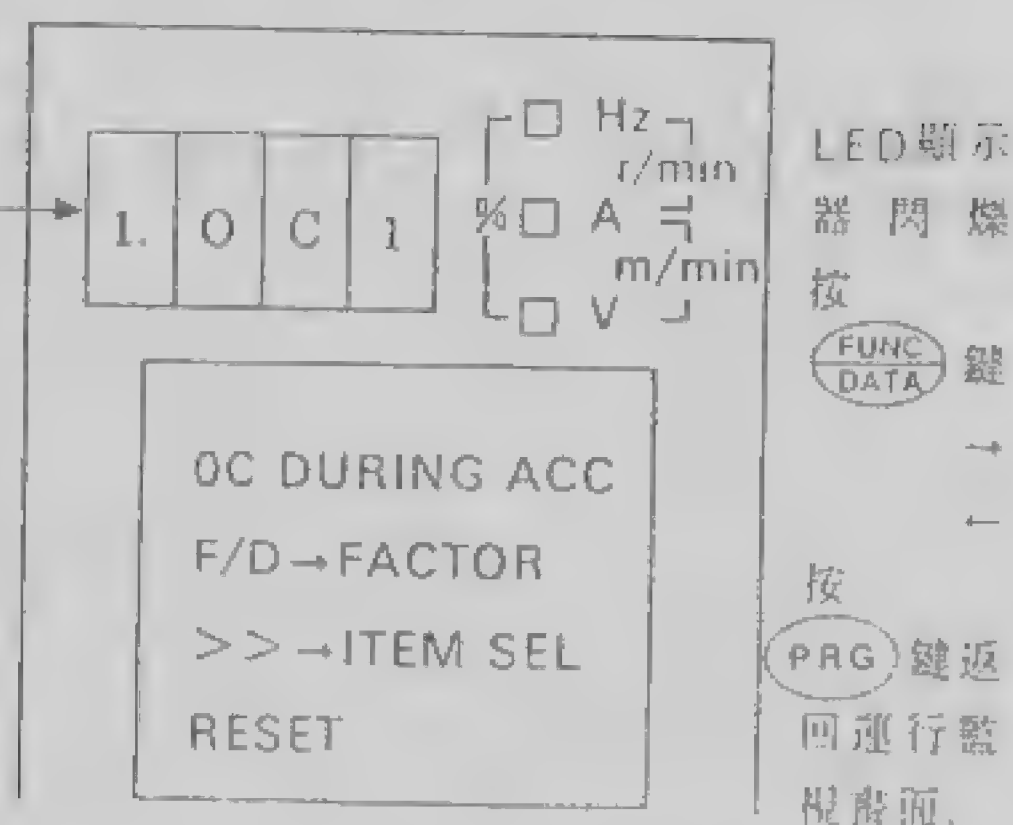 1. O C 1
Hz
r/min
% A
m/min
V
OC DURING ACC
F/D→FACTOR
>>→ITEM SEL
RESET
LED顯示
器閃爍
按
FUNC
DATA 鍵
→
←
按
PRG 鍵返
回運行監
視畫面.